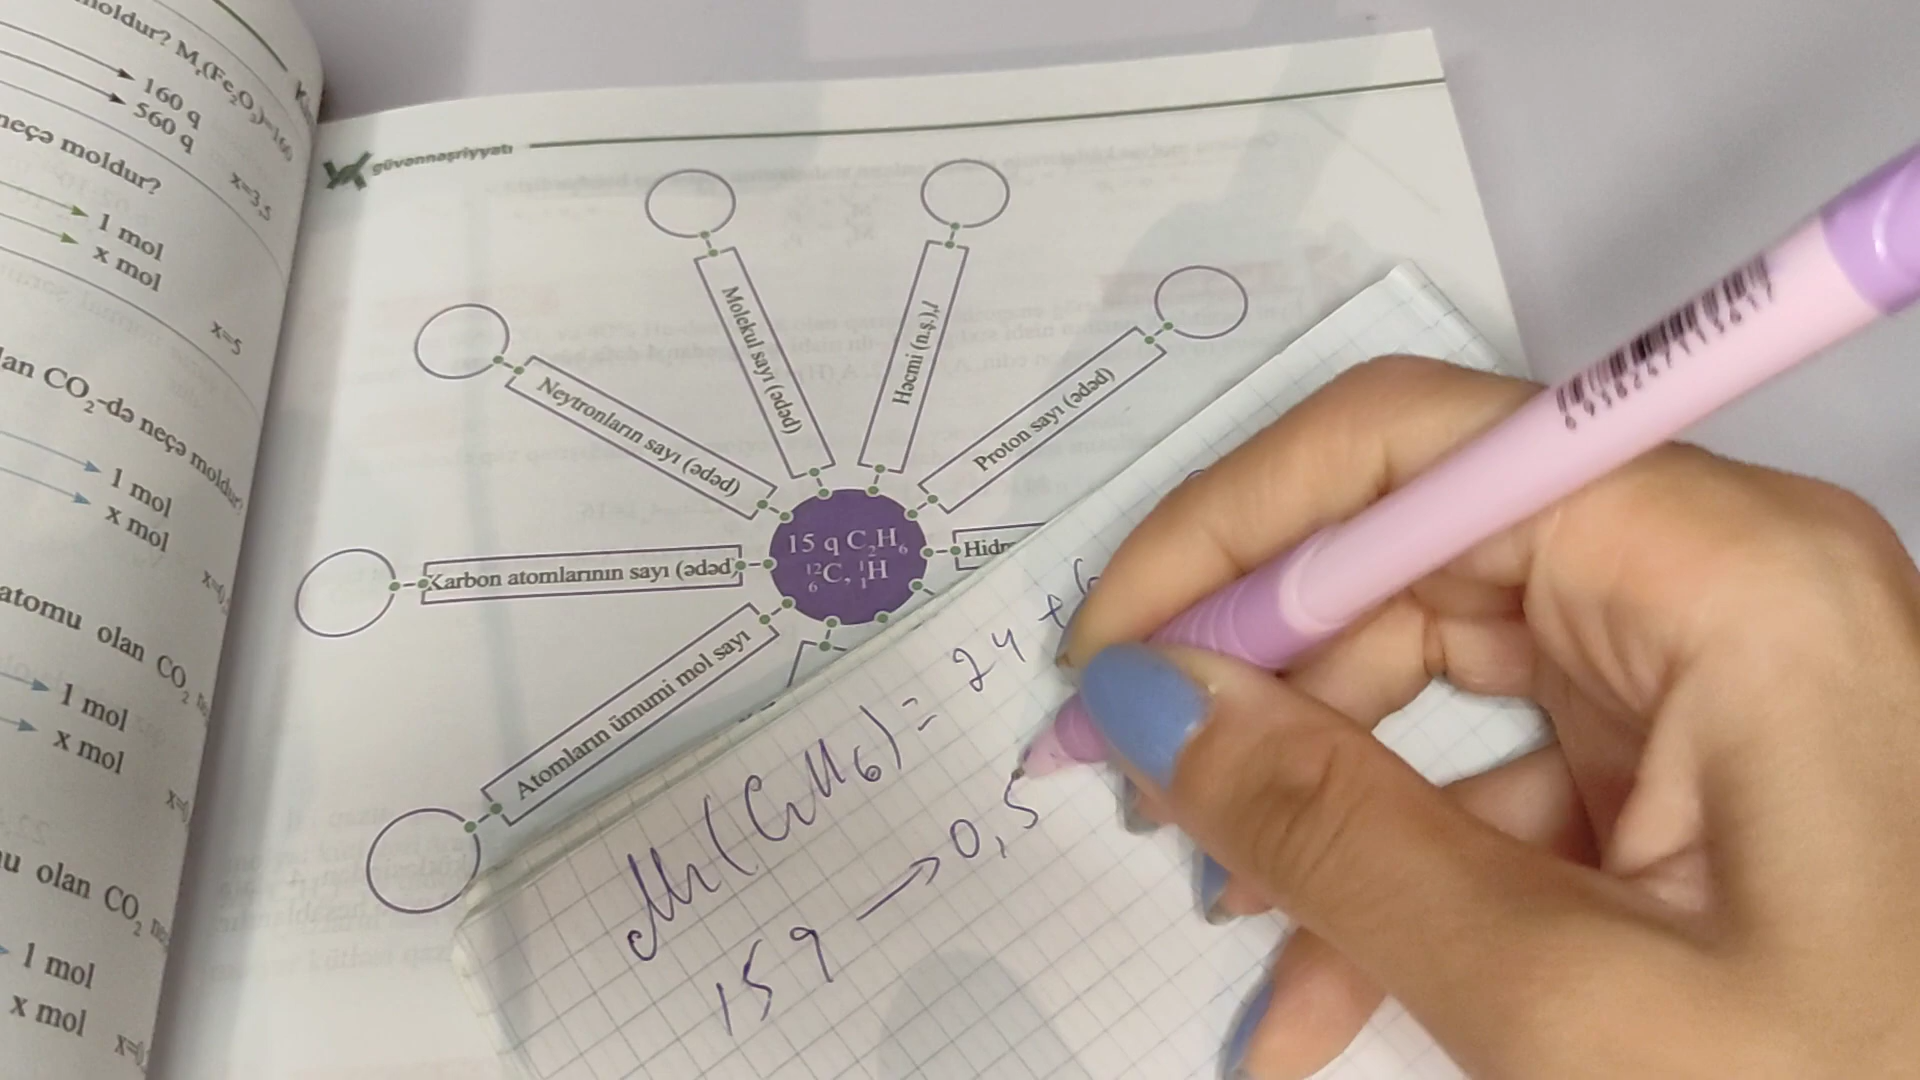 moldur? Mr(Fe2O3)=160
160 q
560 q
x=3,5
neçə moldur?
1 mol
x mol
x=5
olan CO2-də neçə moldur?
1 mol
x mol
atomu olan CO2
1 mol
x mol
olan CO2
1 mol
x mol
güvənnəşriyyatı
Molekul sayı (ədəd)
Həcmi (n.ş.),l
Neytronların sayı (ədəd)
Proton sayı (ədəd)
15 q C2H6
12 6C, 1 1H
Karbon atomlarının sayı (ədəd)
Atomların ümumi mol sayı
Mr(C2H6) = 24 + 6
15 q → 0,5
6958267115617